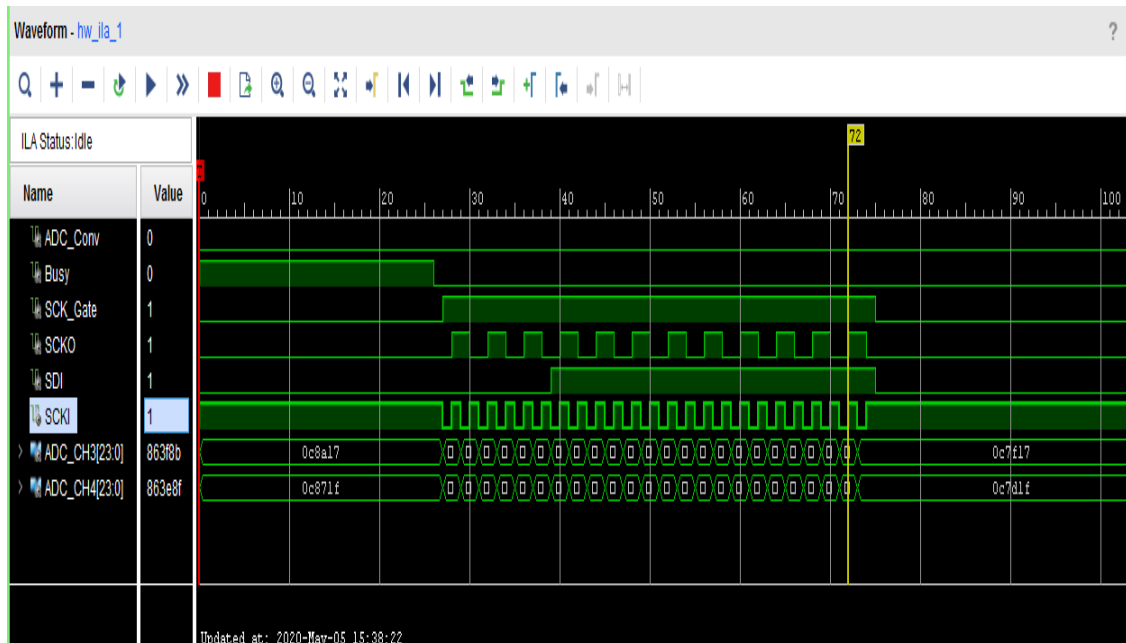 Waveform - hw_ila_1
?
ILA Status:Idle
72
Name Value 0 10 20 30 40 50 60 70 80 90 100
ADC_Conv 0
Busy 0
SCK_Gate 1
SCKO 1
SDI 1
SCKI 1
ADC_CH3[23:0] 863f8b 0c8a17 0c7f17
ADC_CH4[23:0] 863e8f 0c871f 0c7d1f
Updated at: 2020-May-05 15:38:22